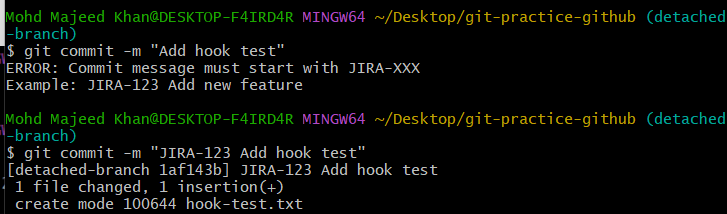 Mohd Majeed Khan@DESKTOP-F4IRD4R MINGW64 ~/Desktop/git-practice-github (detached
-branch)
$ git commit -m "Add hook test"
ERROR: Commit message must start with JIRA-XXX
Example: JIRA-123 Add new feature

Mohd Majeed Khan@DESKTOP-F4IRD4R MINGW64 ~/Desktop/git-practice-github (detached
-branch)
$ git commit -m "JIRA-123 Add hook test"
[detached-branch 1af143b] JIRA-123 Add hook test
 1 file changed, 1 insertion(+)
 create mode 100644 hook-test.txt